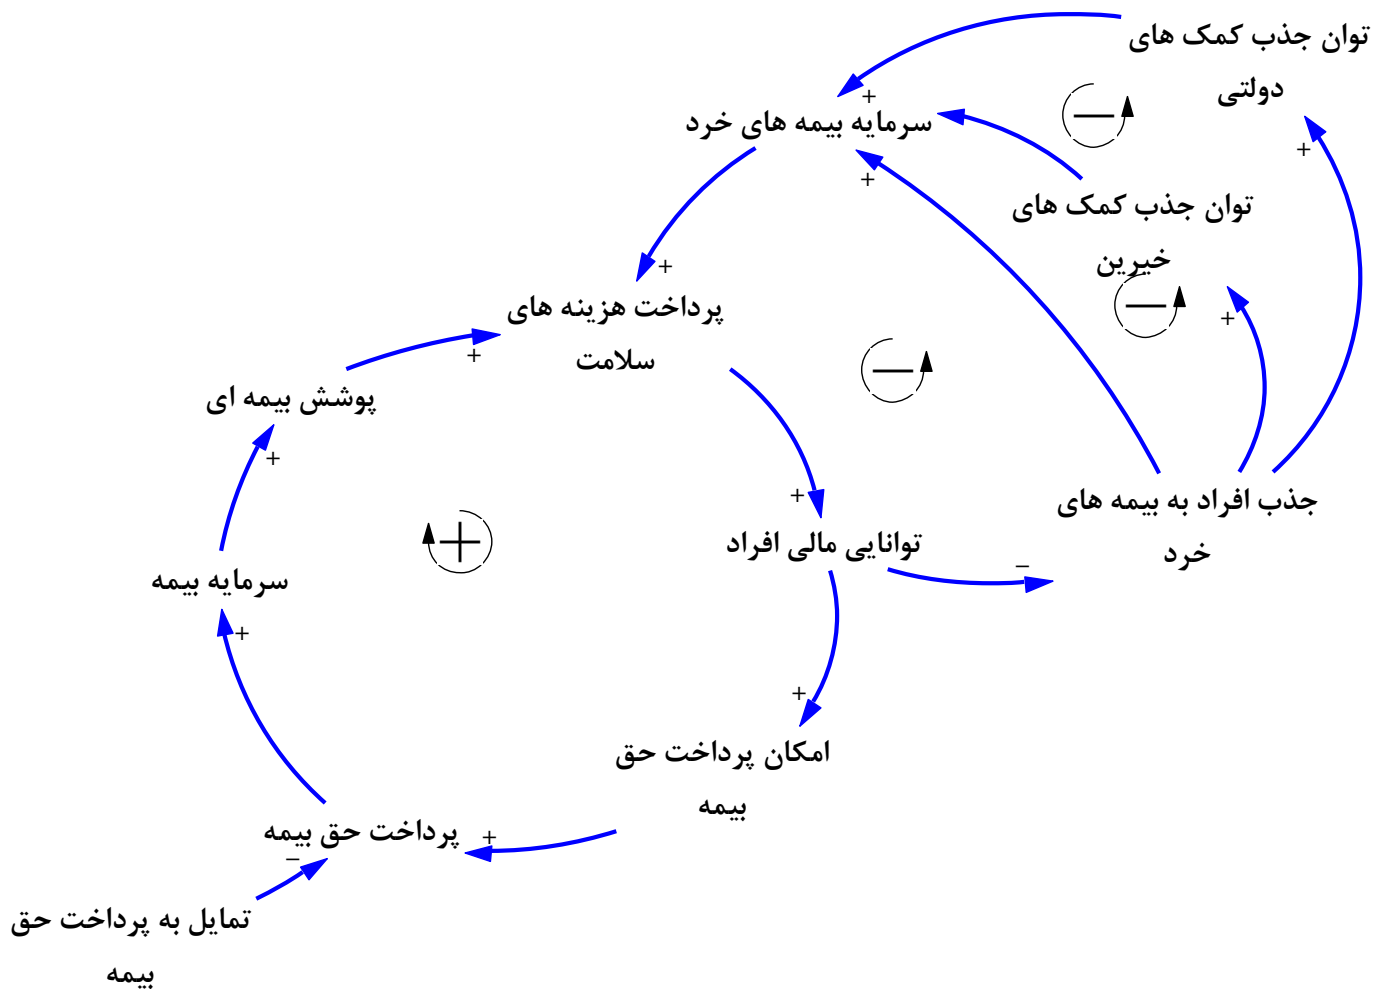 توان جذب کمک های
دولتی
+
سرمایه بیمه های خرد
+
+
توان جذب کمک های
خیرین
+
+
پرداخت هزینه های
سلامت
+
+
پوشش بیمه ای
+
جذب افراد به بیمه های
خرد
+
توانایی مالی افراد
−
سرمایه بیمه
+
+
امکان پرداخت حق
بیمه
+
پرداخت حق بیمه
−
تمایل به پرداخت حق
بیمه